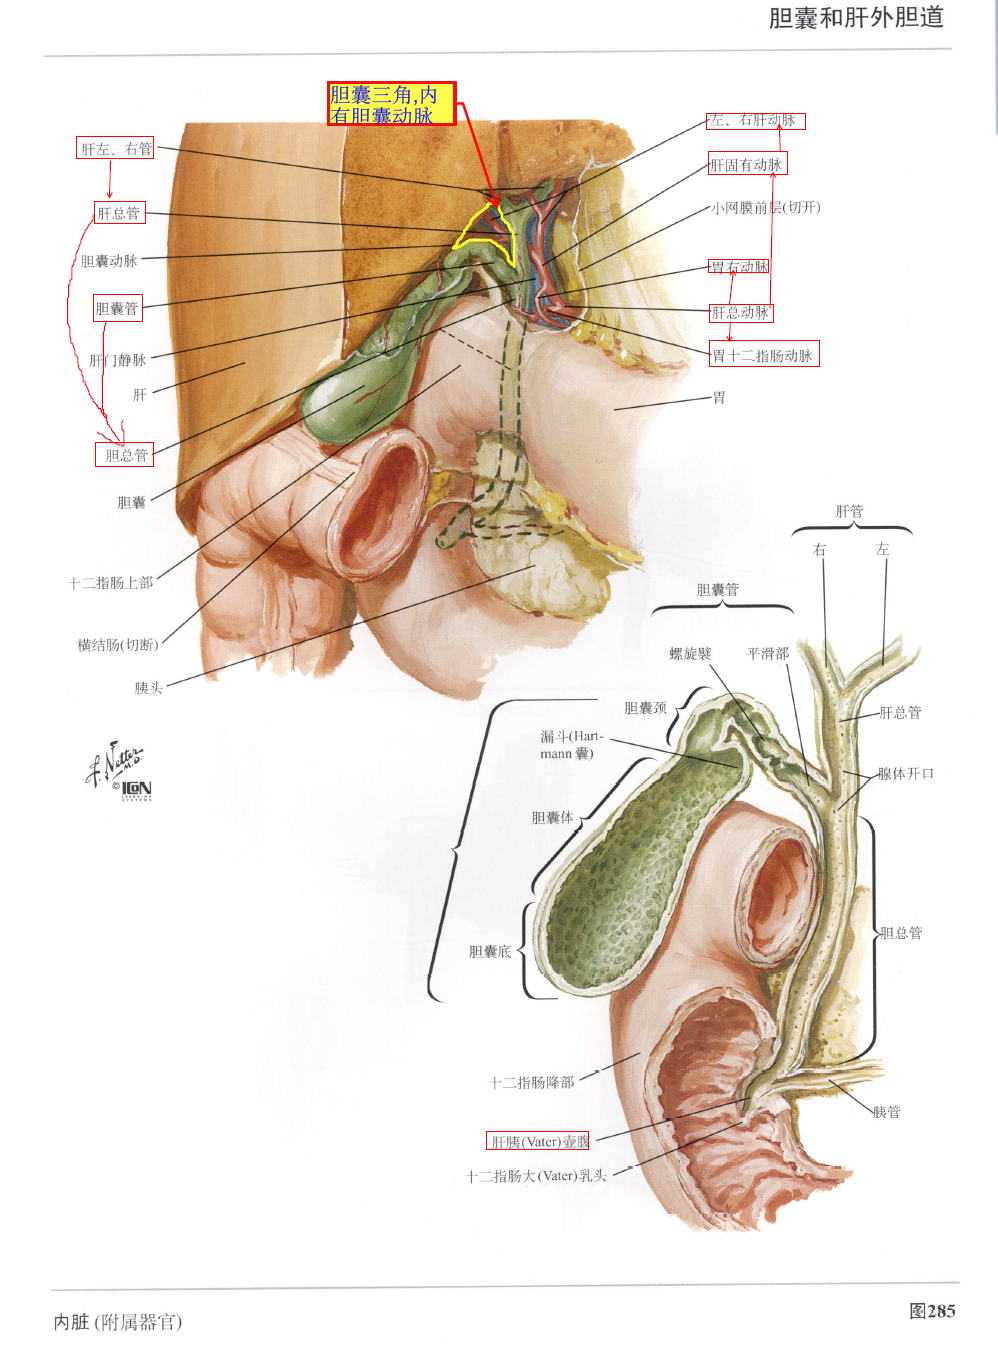 胆囊和肝外胆道
胆囊三角,内
有胆囊动脉
肝左、右管
肝总管
胆囊动脉
胆囊管
肝门静脉
肝
胆总管
胆囊
十二指肠上部
横结肠(切断)
胰头
左、右肝动脉
肝固有动脉
小网膜前层(切开)
胃右动脉
肝总动脉
胃十二指肠动脉
胃
F. Netter
M.D.
© ICON
LEARNING
SYSTEMS
肝管
右
左
胆囊管
螺旋襞
平滑部
胆囊颈
漏斗(Hart-
mann 囊)
胆囊体
胆囊底
肝总管
腺体开口
胆总管
十二指肠降部
肝胰(Vater)壶腹
十二指肠大(Vater)乳头
胰管
内脏 (附属器官)
图285